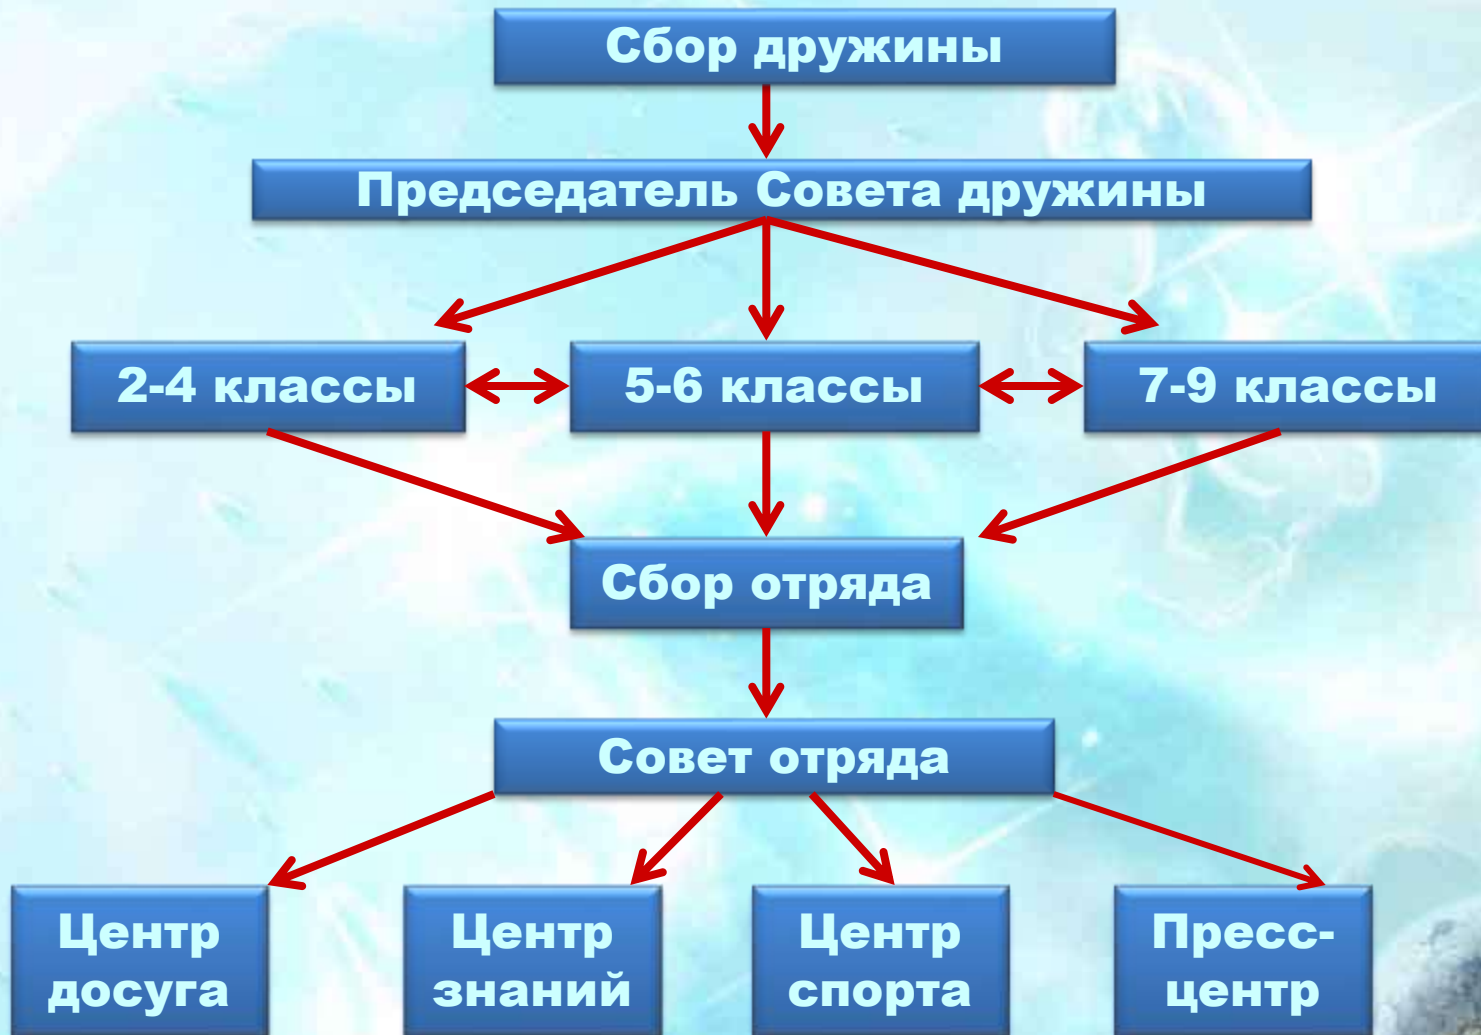 Сбор дружины
Председатель Совета дружины
2-4 классы
5-6 классы
7-9 классы
Сбор отряда
Совет отряда
Центр
досуга
Центр
знаний
Центр
спорта
Пресс-
центр